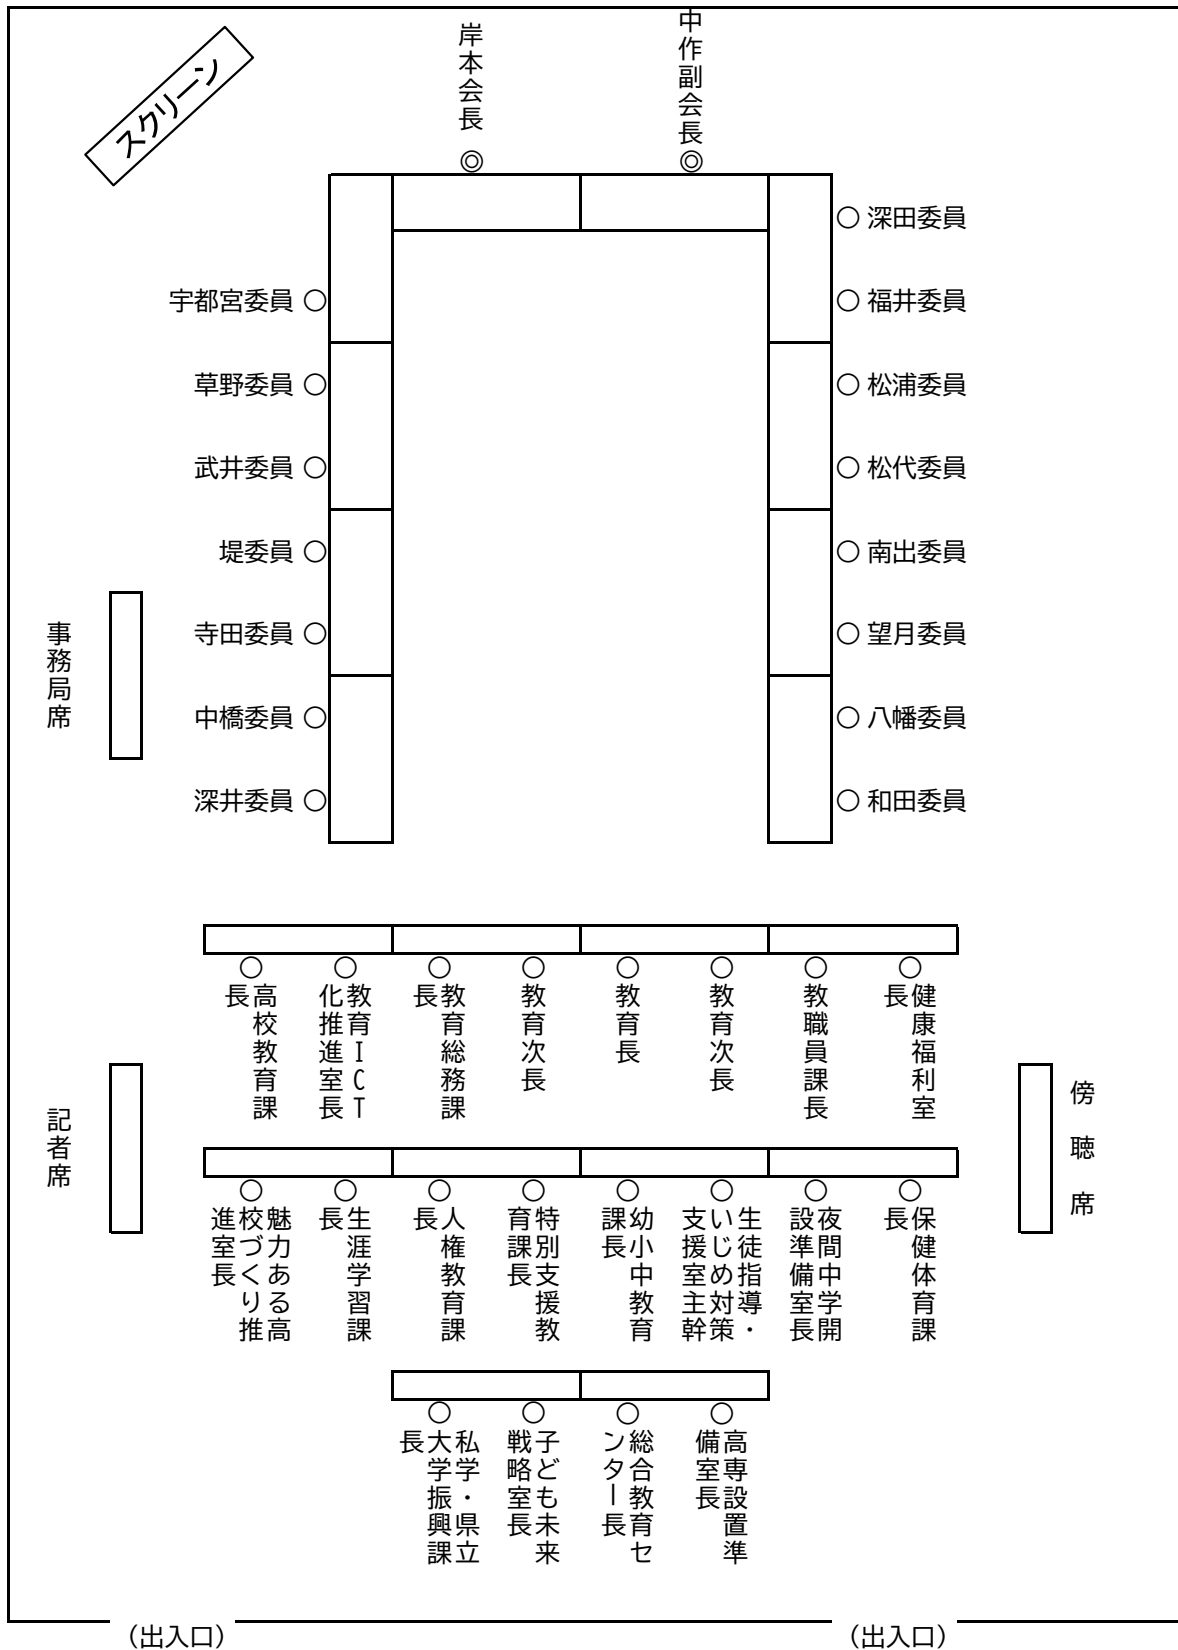 スクリーン
岸本会長 ◎
中作副会長 ◎
○ 深田委員
宇都宮委員 ○
○ 福井委員
草野委員 ○
○ 松浦委員
武井委員 ○
○ 松代委員
堤委員 ○
○ 南出委員
寺田委員 ○
○ 望月委員
中橋委員 ○
○ 八幡委員
深井委員 ○
○ 和田委員
事務局席
○
高校教育課
長
○
教育ICT
化推進室長
○
教育総務課
長
○
教育次長
○
教育長
○
教育次長
○
教職員課長
○
健康福利室
長
記者席
傍聴席
○
魅力ある高
校づくり推
進室長
○
生涯学習課
長
○
人権教育課
長
○
特別支援教
育課長
○
幼小中教育
課長
○
生徒指導・
いじめ対策
支援室主幹
○
夜間中学開
設準備室長
○
保健体育課
長
○
私学・県立
大学振興課
長
○
子ども未来
戦略室長
○
総合教育セ
ンター長
○
高専設置準
備室長
（出入口）
（出入口）